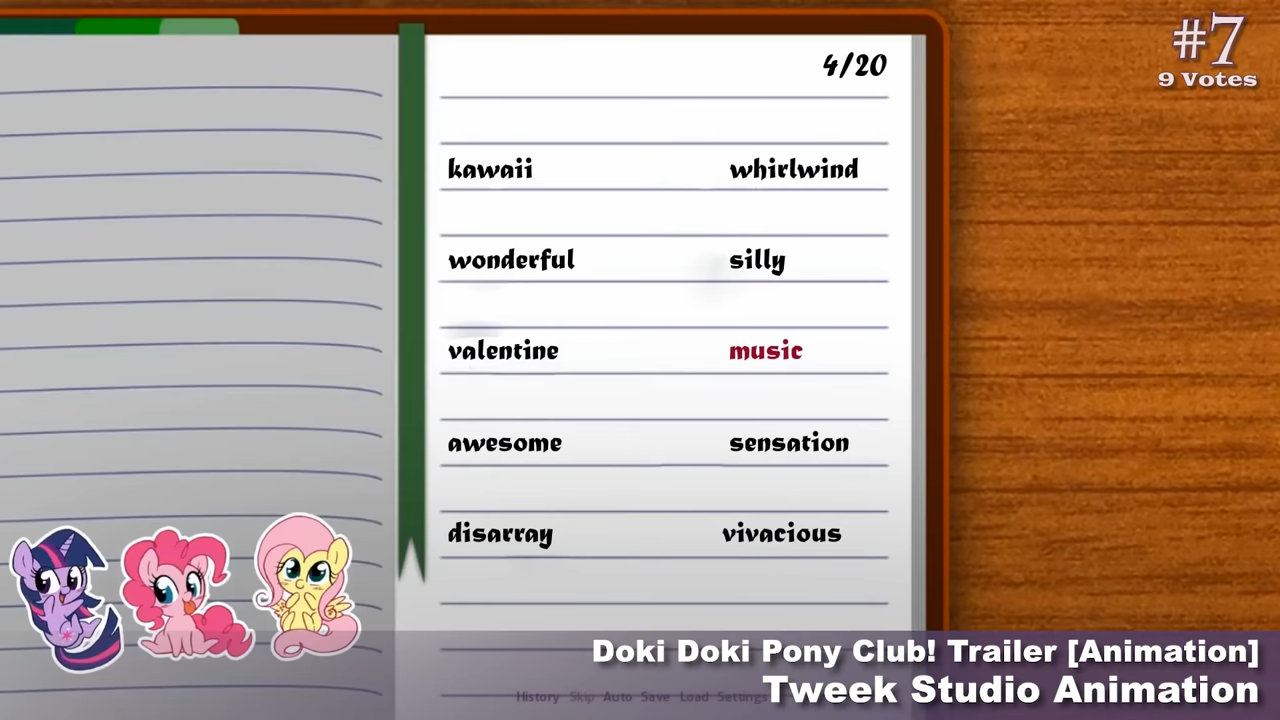 #7
9 Votes
4/20
kawaii whirlwind
wonderful silly
valentine music
awesome sensation
disarray vivacious
Doki Doki Pony Club! Trailer [Animation]
Tweek Studio Animation
History Skip Auto Save Load Settings